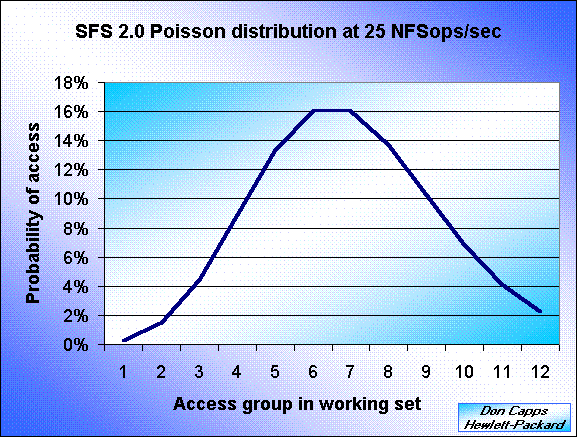 SFS 2.0 Poisson distribution at 25 NFSops/sec
Probability of access
18%
16%
14%
12%
10%
8%
6%
4%
2%
0%
1 2 3 4 5 6 7 8 9 10 11 12
Access group in working set
Don Capps
Hewlett-Packard